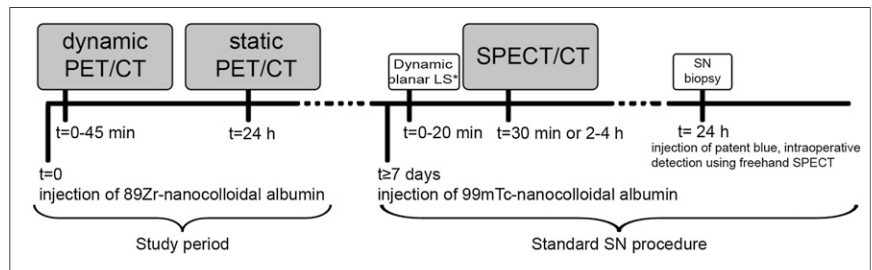 dynamic
PET/CT
static
PET/CT
Dynamic
planar LS*
SPECT/CT
SN
biopsy
t=0-45 min
t=24 h
t=0-20 min
t=30 min or 2-4 h
t= 24 h
injection of patent blue, intraoperative
detection using freehand SPECT
t=0
injection of 89Zr-nanocolloidal albumin
t≥7 days
injection of 99mTc-nanocolloidal albumin
Study period
Standard SN procedure